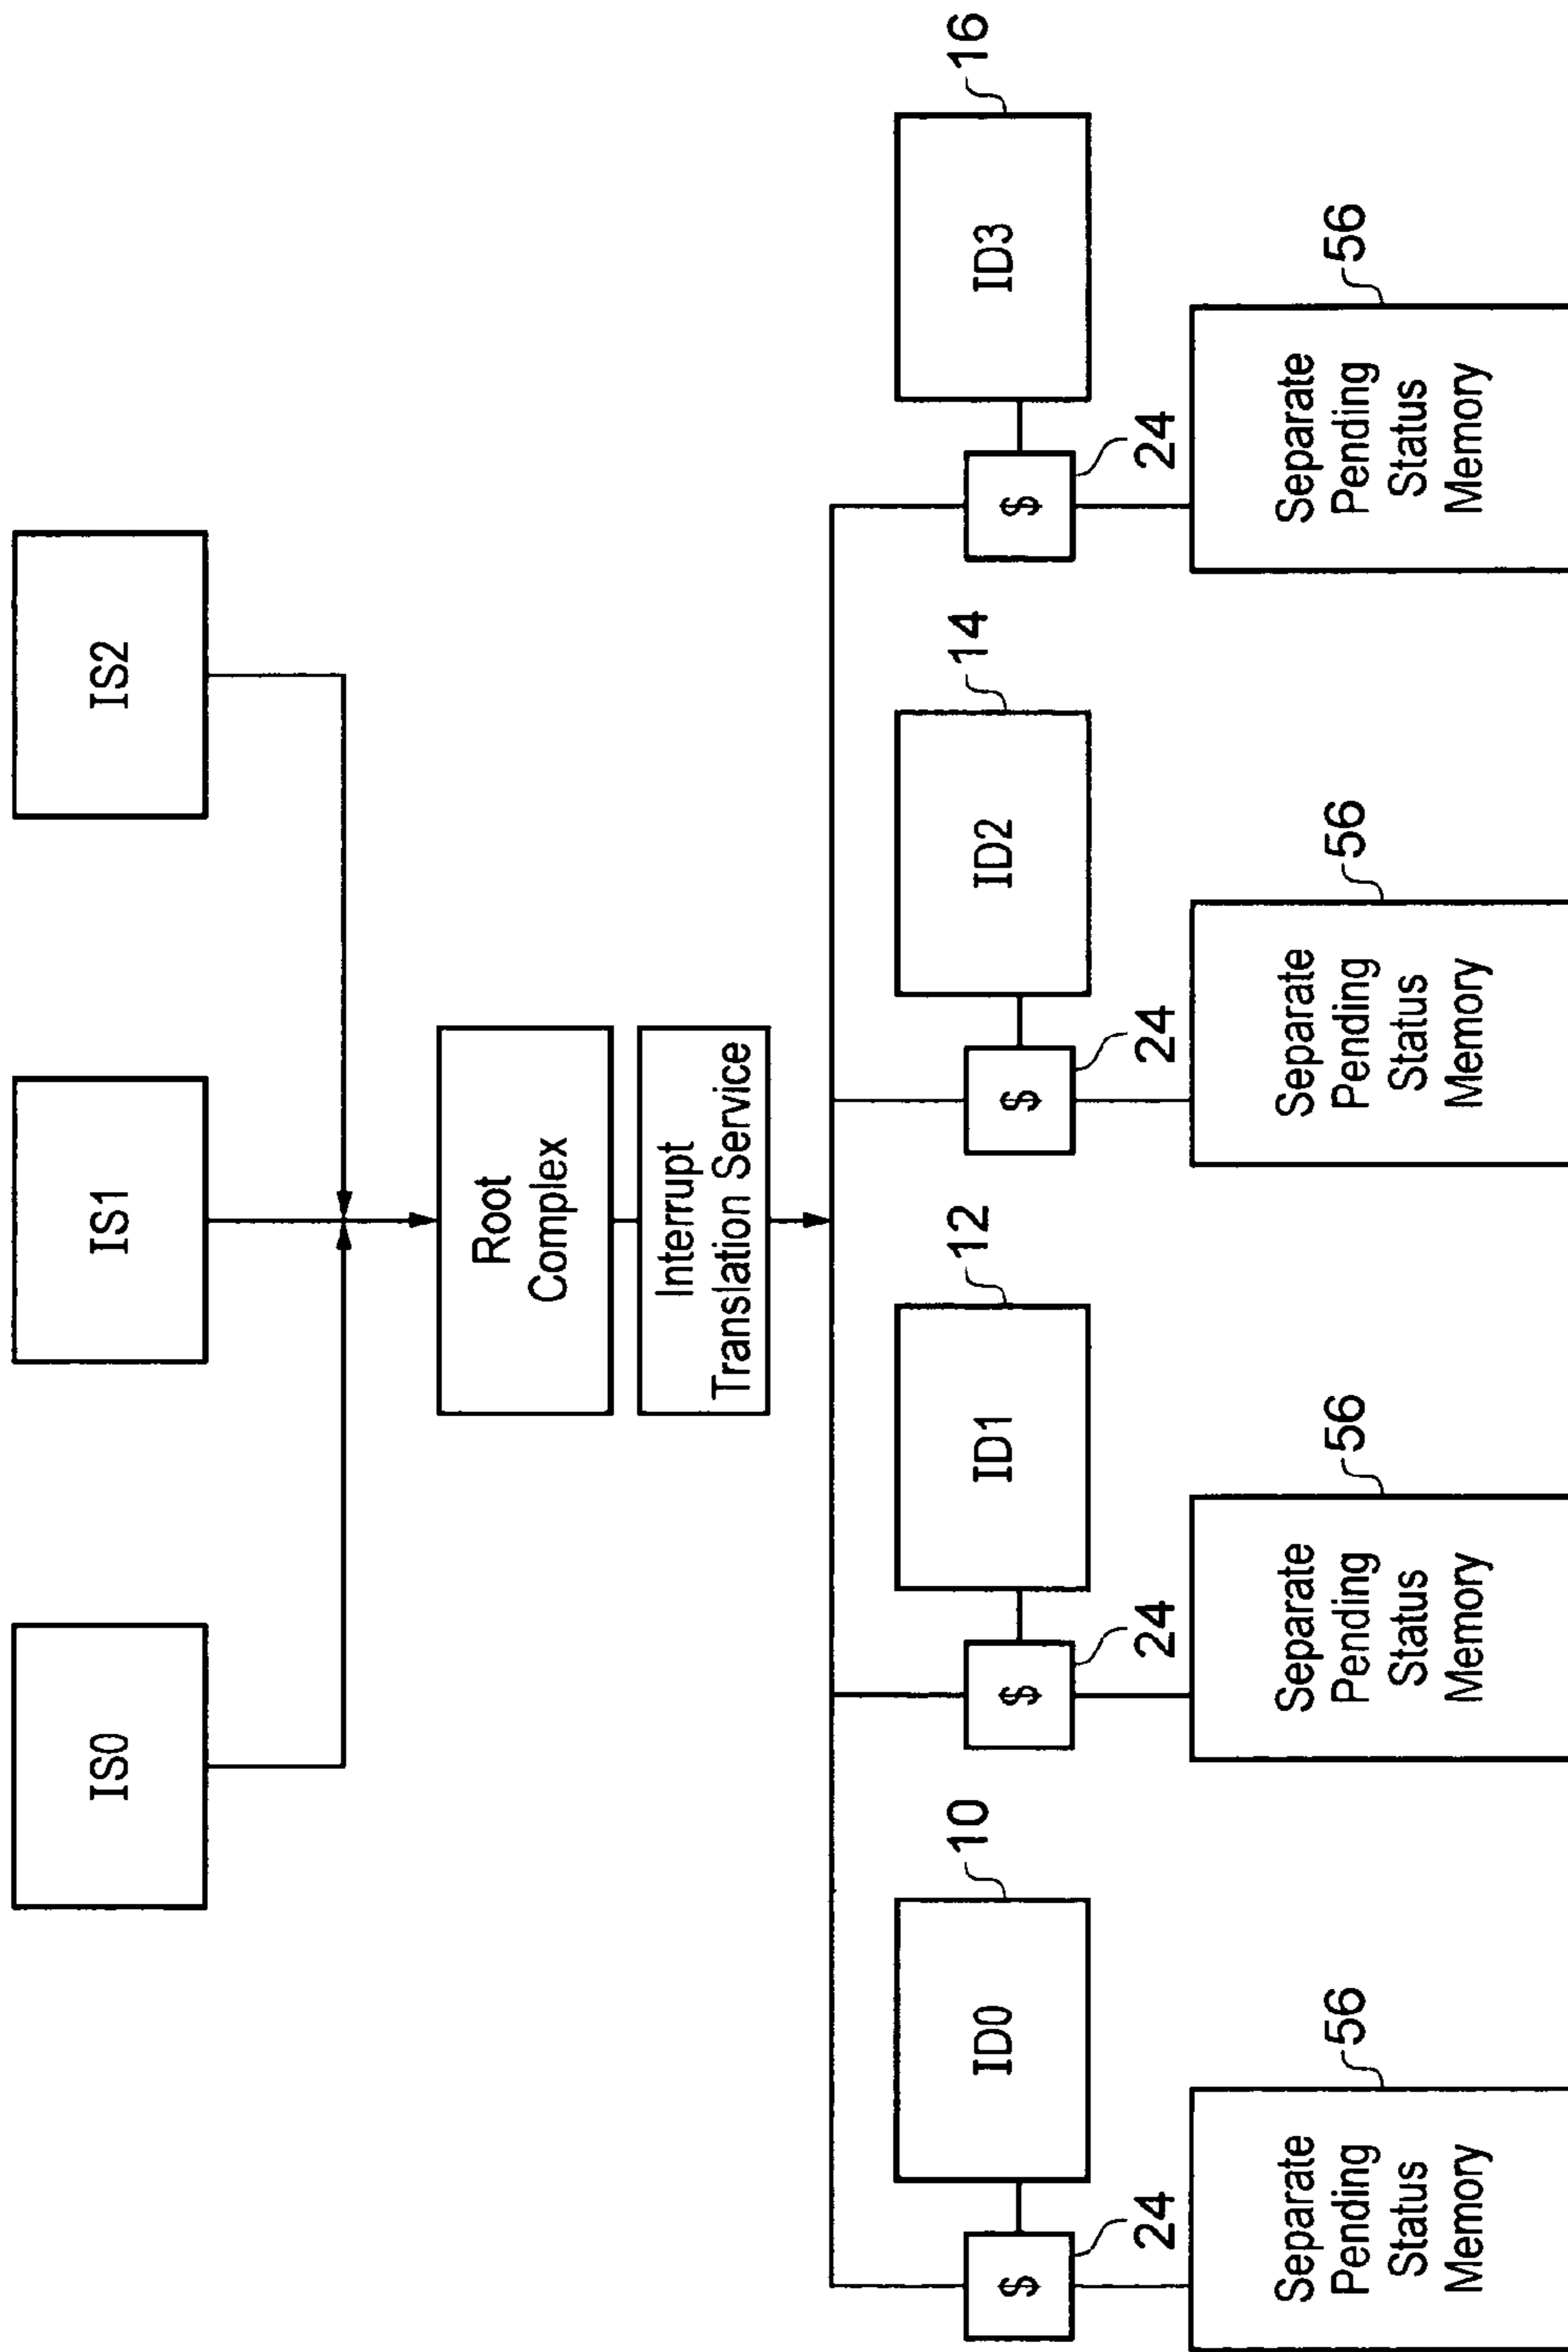 IS0
IS1
IS2
Root
Complex
Interrupt
Translation Service
ID0
10
ID1
12
ID2
14
ID3
16
$
24
$
24
$
24
$
24
Separate
Pending
Status
Memory
56
Separate
Pending
Status
Memory
56
Separate
Pending
Status
Memory
56
Separate
Pending
Status
Memory
56